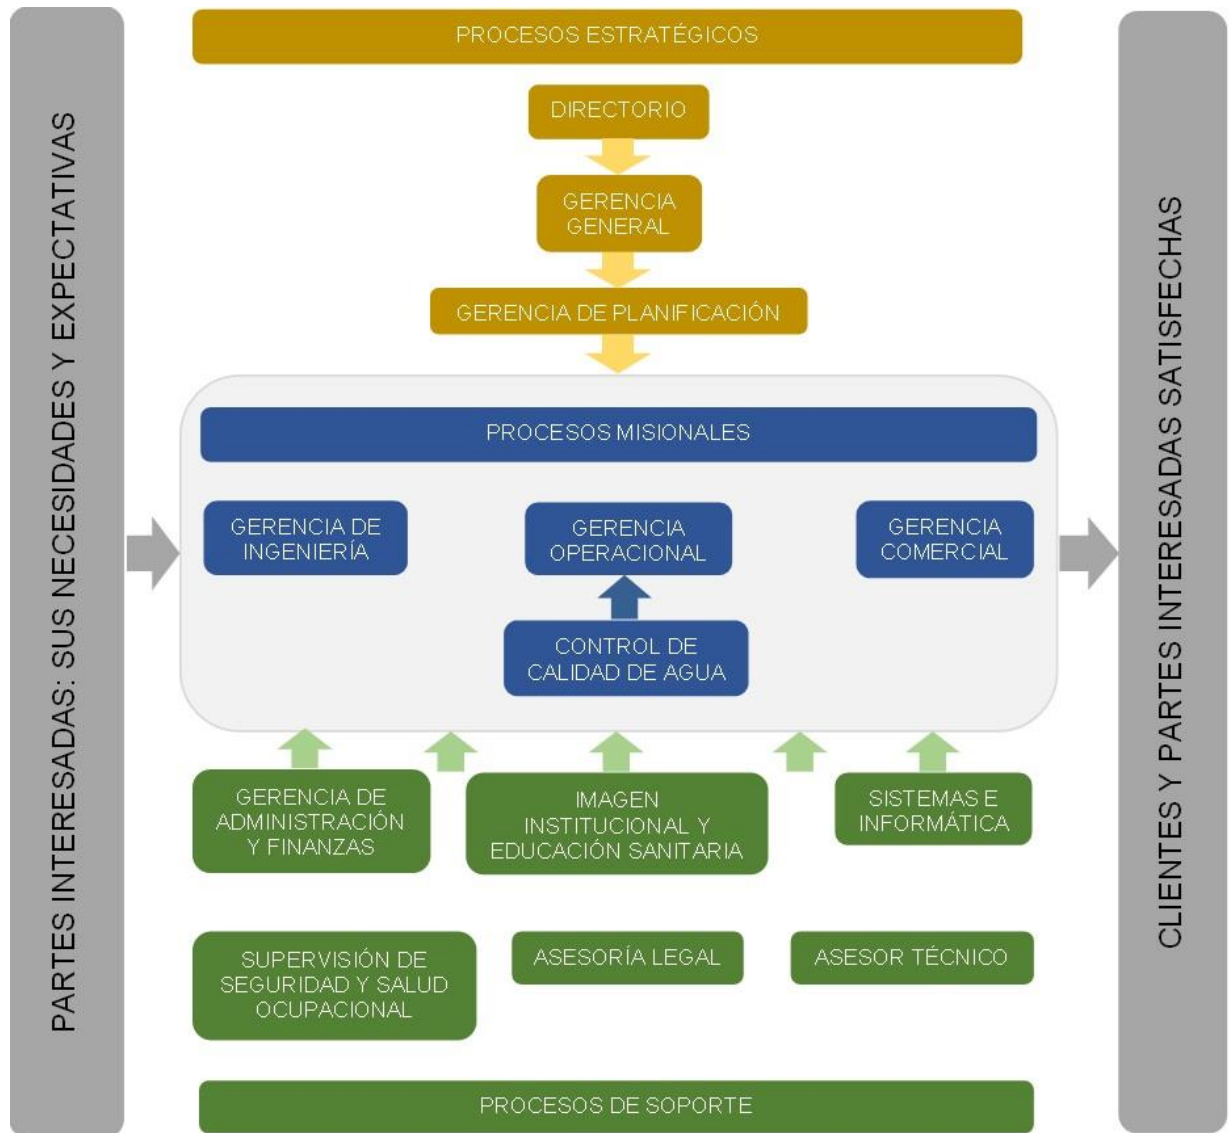 PARTES INTERESADAS: SUS NECESIDADES Y EXPECTATIVAS
PROCESOS ESTRATÉGICOS
DIRECTORIO
GERENCIA
GENERAL
GERENCIA DE PLANIFICACIÓN
PROCESOS MISIONALES
GERENCIA DE
INGENIERÍA
GERENCIA
OPERACIONAL
GERENCIA
COMERCIAL
CONTROL DE
CALIDAD DE AGUA
GERENCIA DE
ADMINISTRACIÓN
Y FINANZAS
IMAGEN
INSTITUCIONAL Y
EDUCACIÓN SANITARIA
SISTEMAS E
INFORMÁTICA
SUPERVISIÓN DE
SEGURIDAD Y SALUD
OCUPACIONAL
ASESORÍA LEGAL
ASESOR TÉCNICO
PROCESOS DE SOPORTE
CLIENTES Y PARTES INTERESADAS SATISFECHAS